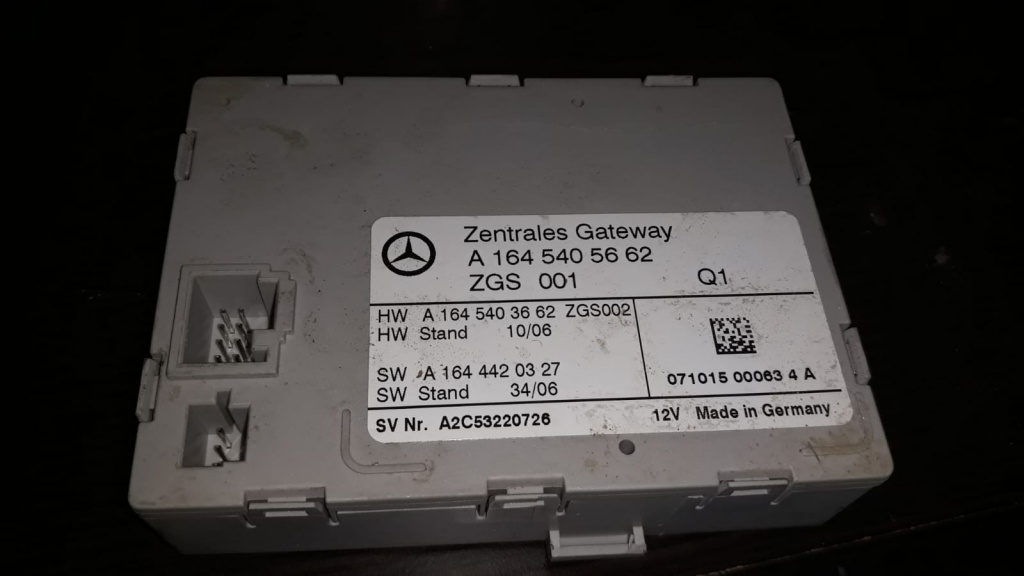 Zentrales Gateway
A 164 540 56 62
ZGS 001 Q1
HW A 164 540 36 62 ZGS002
HW Stand 10/06
SW A 164 442 03 27
SW Stand 34/06
071015 00063 4 A
SV Nr. A2C53220726 12V Made in Germany